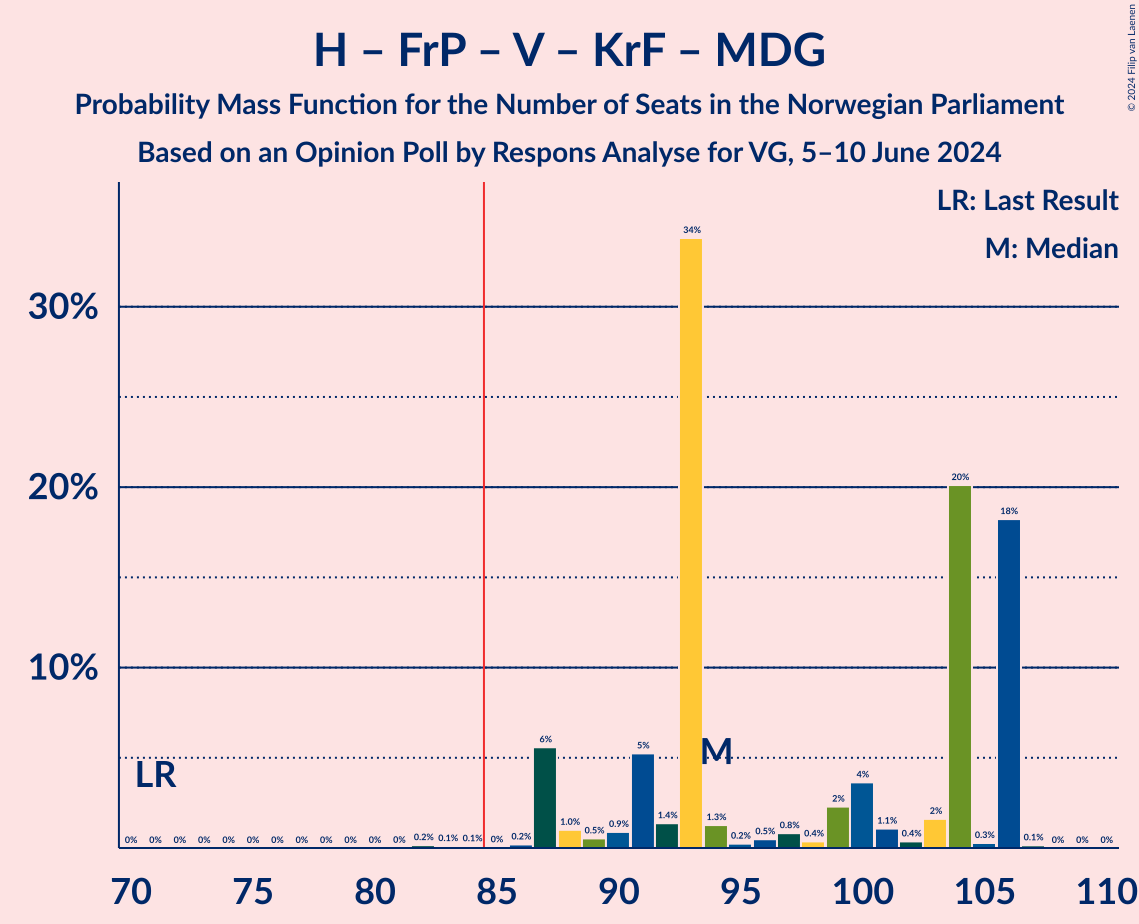 H – FrP – V – KrF – MDG
Probability Mass Function for the Number of Seats in the Norwegian Parliament
Based on an Opinion Poll by Respons Analyse for VG, 5–10 June 2024
© 2024 Filip van Laenen
LR: Last Result
M: Median
30%
20%
10%
LR
M
0% 0% 0% 0% 0% 0% 0% 0% 0% 0% 0% 0% 0.2% 0.1% 0.1% 0% 0.2% 6% 1.0% 0.5% 0.9% 5% 1.4% 34% 1.3% 0.2% 0.5% 0.8% 0.4% 2% 4% 1.1% 0.4% 2% 20% 0.3% 18% 0.1% 0% 0% 0%
70 75 80 85 90 95 100 105 110